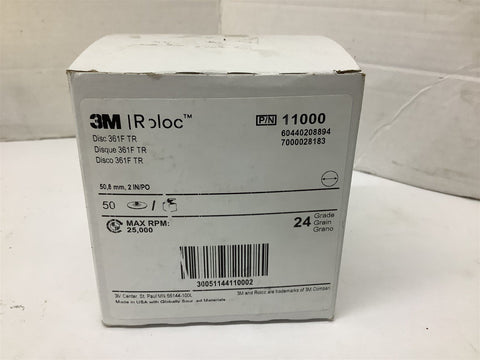 3M | Roloc™
P/N 11000
60440208894
7000028183
Disc 361F TR
Disque 361F TR
Disco 361F TR
50,8 mm, 2 IN/PO
50 /
MAX RPM:
25,000
24 Grade
Grain
Grano
30051144110002
3M Center, St. Paul MN 55144-1000
3M and Roloc are trademarks of 3M Compan
Made in USA with Globally Sourced Materials